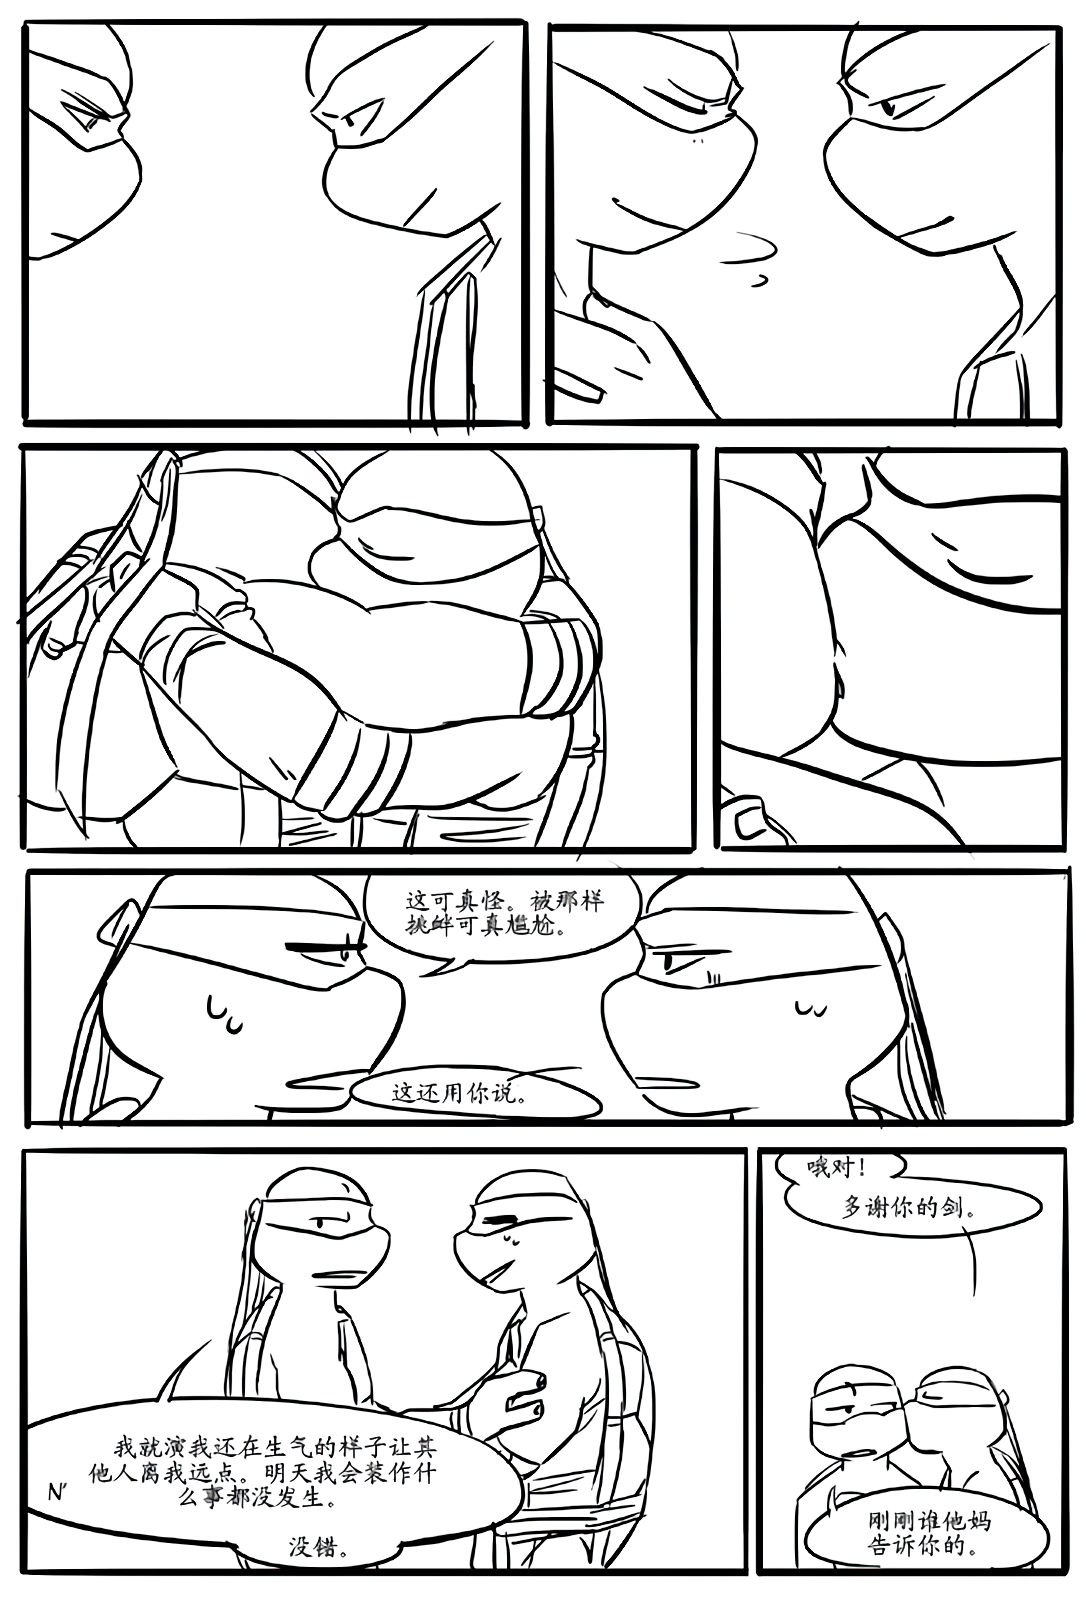 这可真怪。被那样
挑衅可真尴尬。
这还用你说。
我就演我还在生气的样子让其
他人离我远点。明天我会装作什
么事都没发生。
N'
没错。
哦对!
多谢你的剑。
刚刚谁他妈
告诉你的。